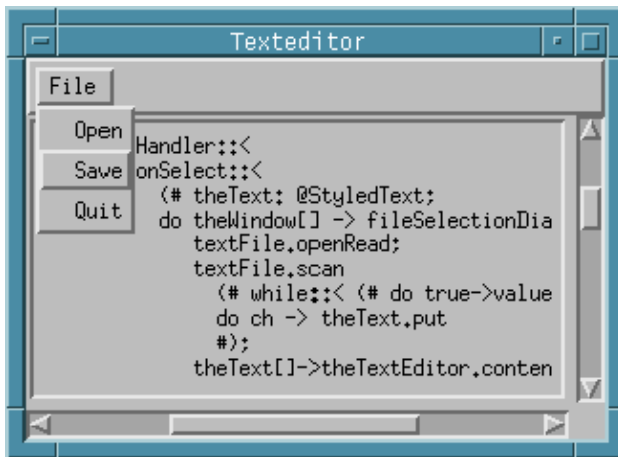 Texteditor
File
Open
Save
Quit
Handler::<
onSelect::<
(# theText: @StyledText;
do theWindow[] -> fileSelectionDia
textFile.openRead;
textFile.scan
(# while::< (# do true->value
do ch -> theText.put
#);
theText[]->theTextEditor.conten